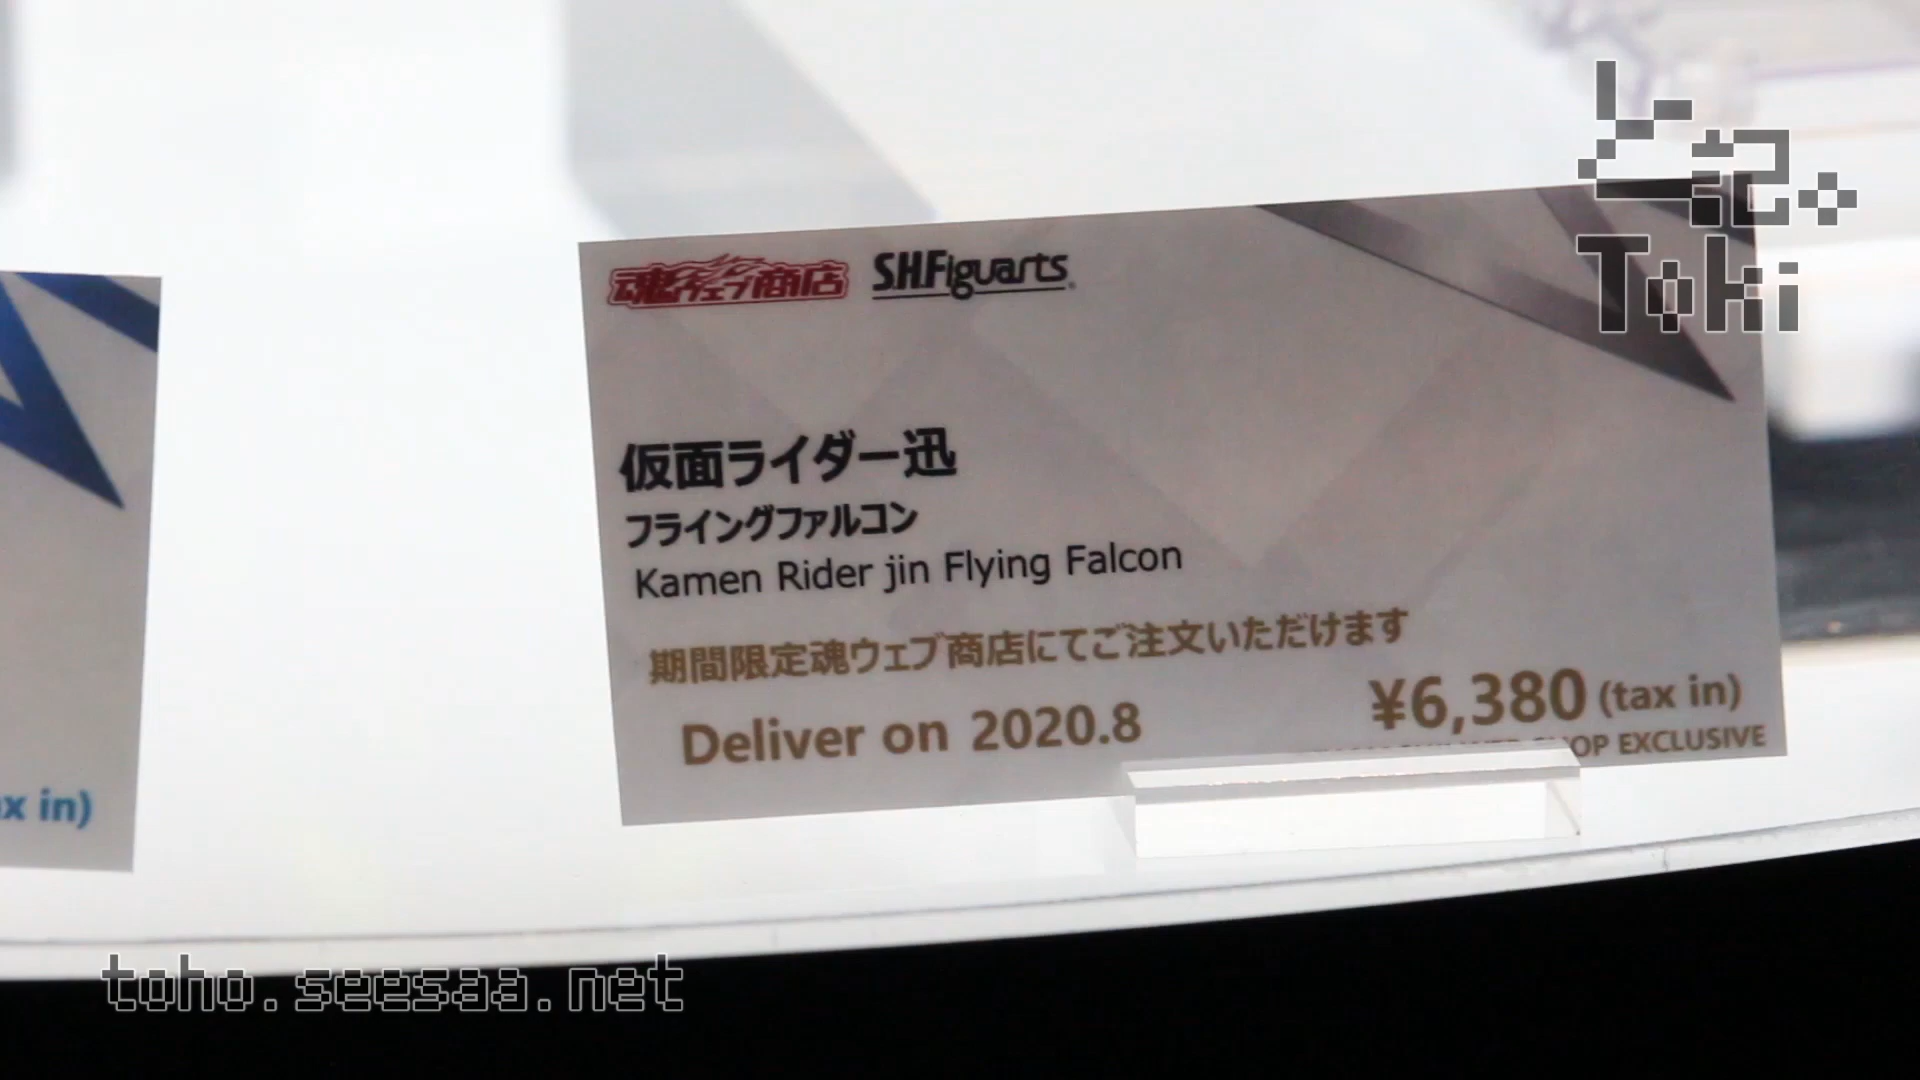 と記。
Toki
魂ウェブ商店 S.H.Figuarts
仮面ライダー迅
フライングファルコン
Kamen Rider jin Flying Falcon
期間限定魂ウェブ商店にてご注文いただけます
Deliver on 2020.8
¥6,380 (tax in)
SHOP EXCLUSIVE
in)
toho.seesaa.net